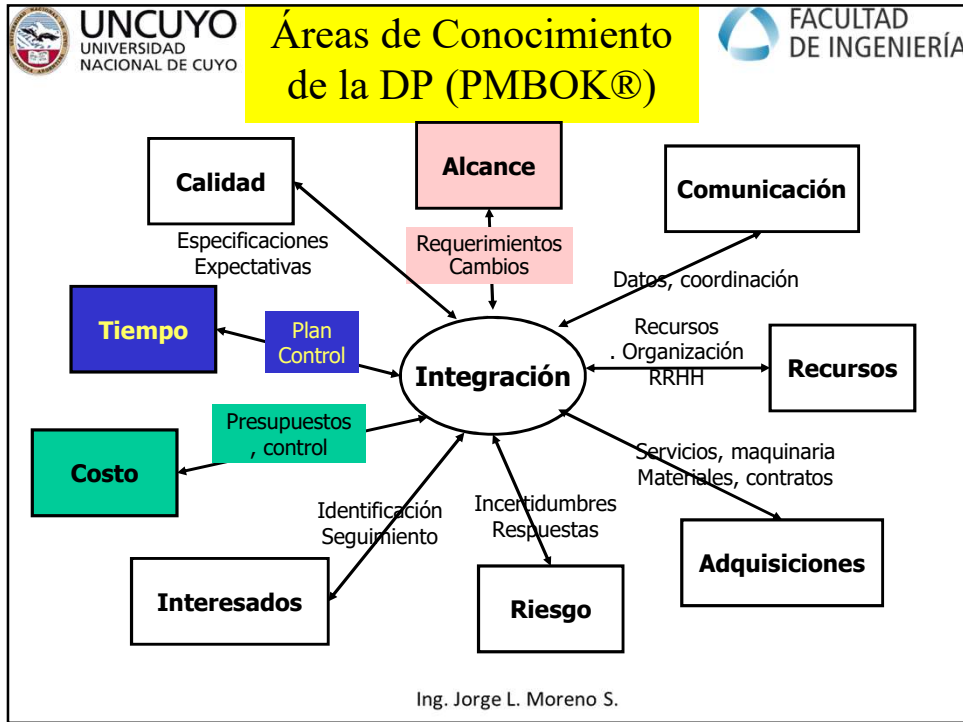 UNCUYO
UNIVERSIDAD
NACIONAL DE CUYO
Áreas de Conocimiento
de la DP (PMBOK®)
FACULTAD
DE INGENIERÍA
Calidad
Alcance
Comunicación
Especificaciones
Expectativas
Requerimientos
Cambios
Datos, coordinación
Tiempo
Plan
Control
Integración
Recursos
. Organización
RRHH
Recursos
Costo
Presupuestos
, control
Servicios, maquinaria
Materiales, contratos
Identificación
Seguimiento
Incertidumbres
Respuestas
Interesados
Riesgo
Adquisiciones
Ing. Jorge L. Moreno S.